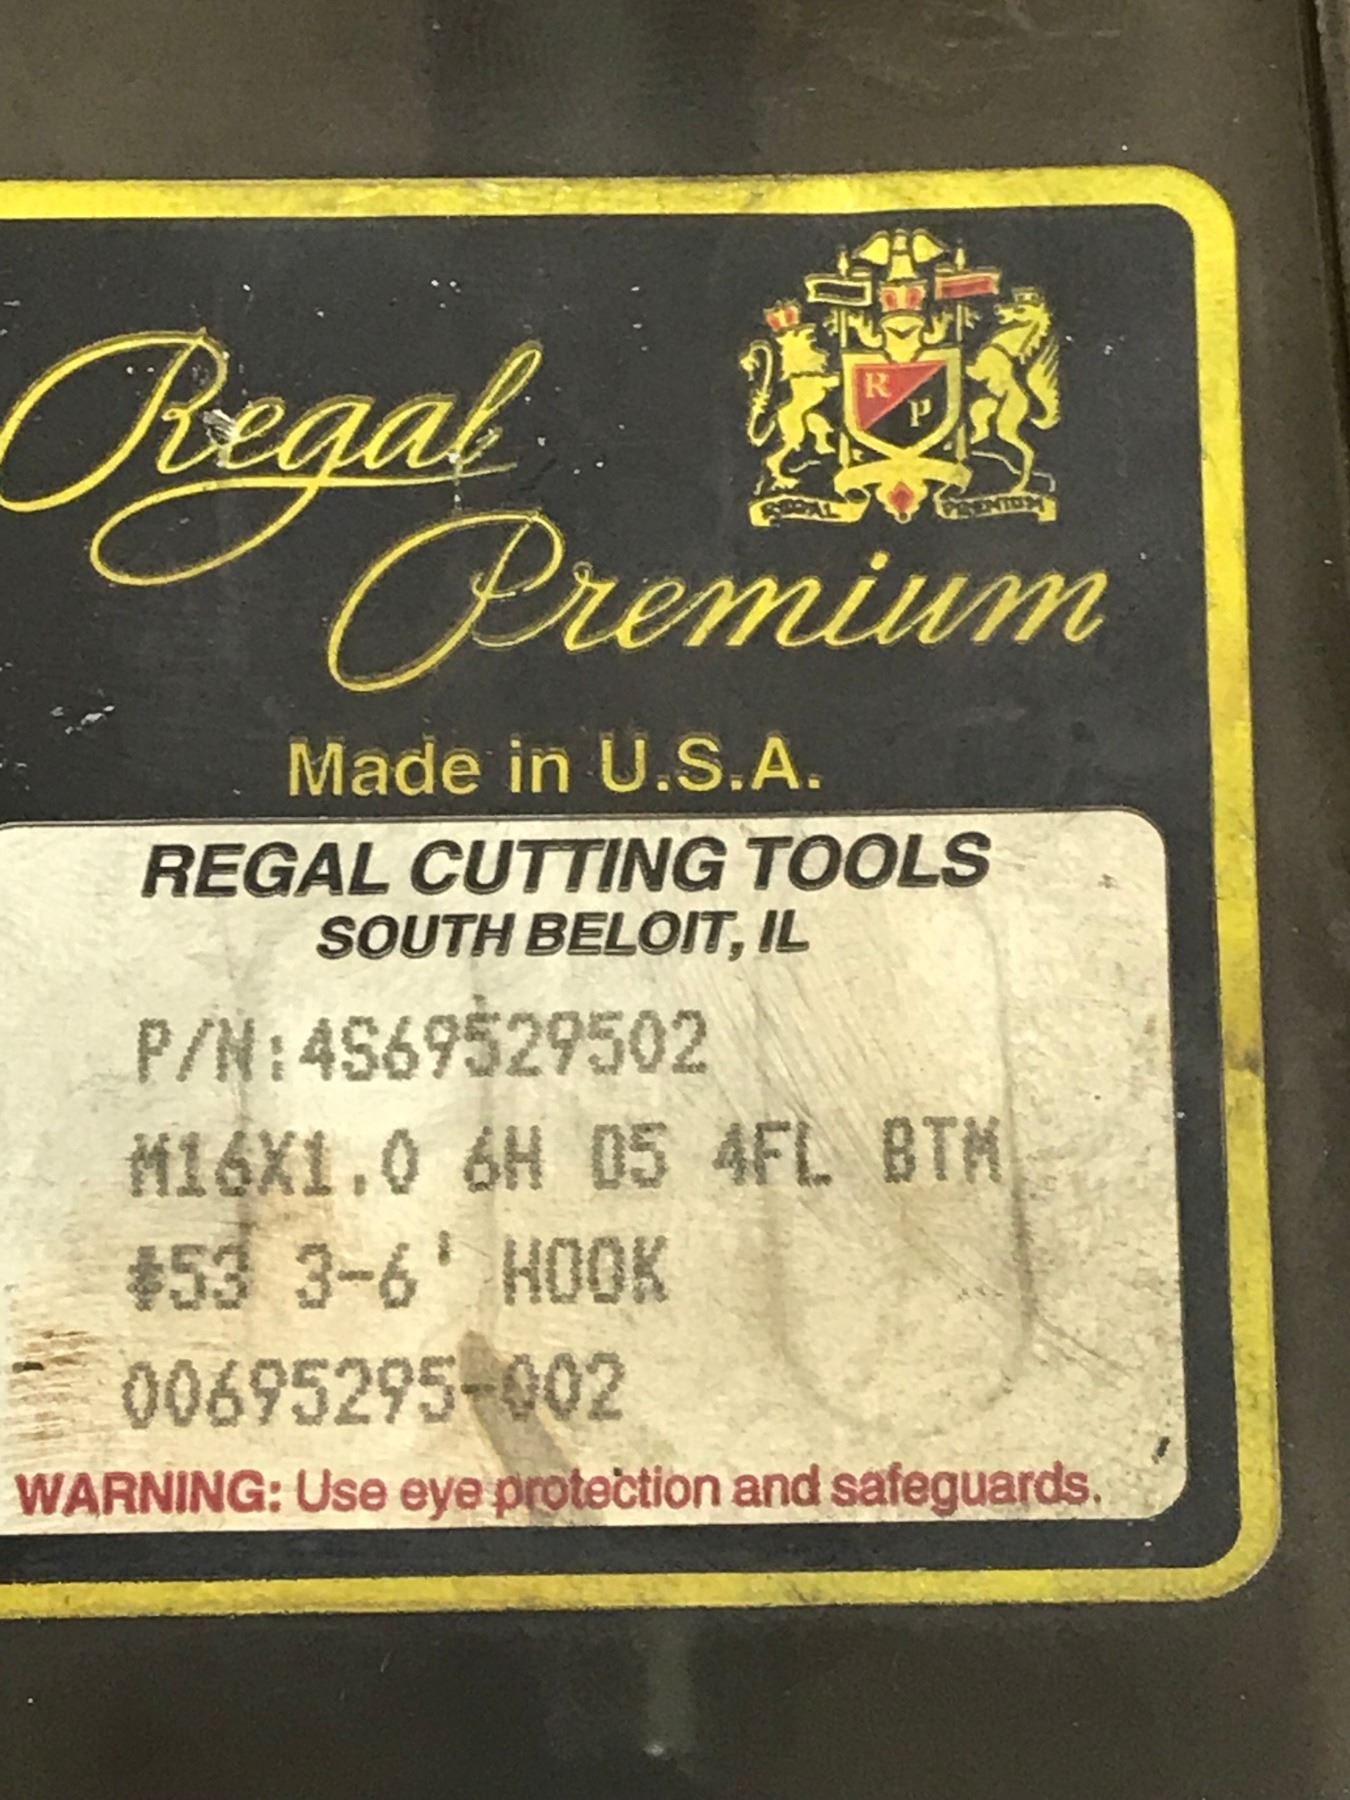 Regal
R P
REGAL PREMIUM
Premium
Made in U.S.A.
REGAL CUTTING TOOLS
SOUTH BELOIT, IL
P/N:4S69529502
M16X1.0 6H D5 4FL BTM
#53 3-6' HOOK
00695295-002
WARNING: Use eye protection and safeguards.